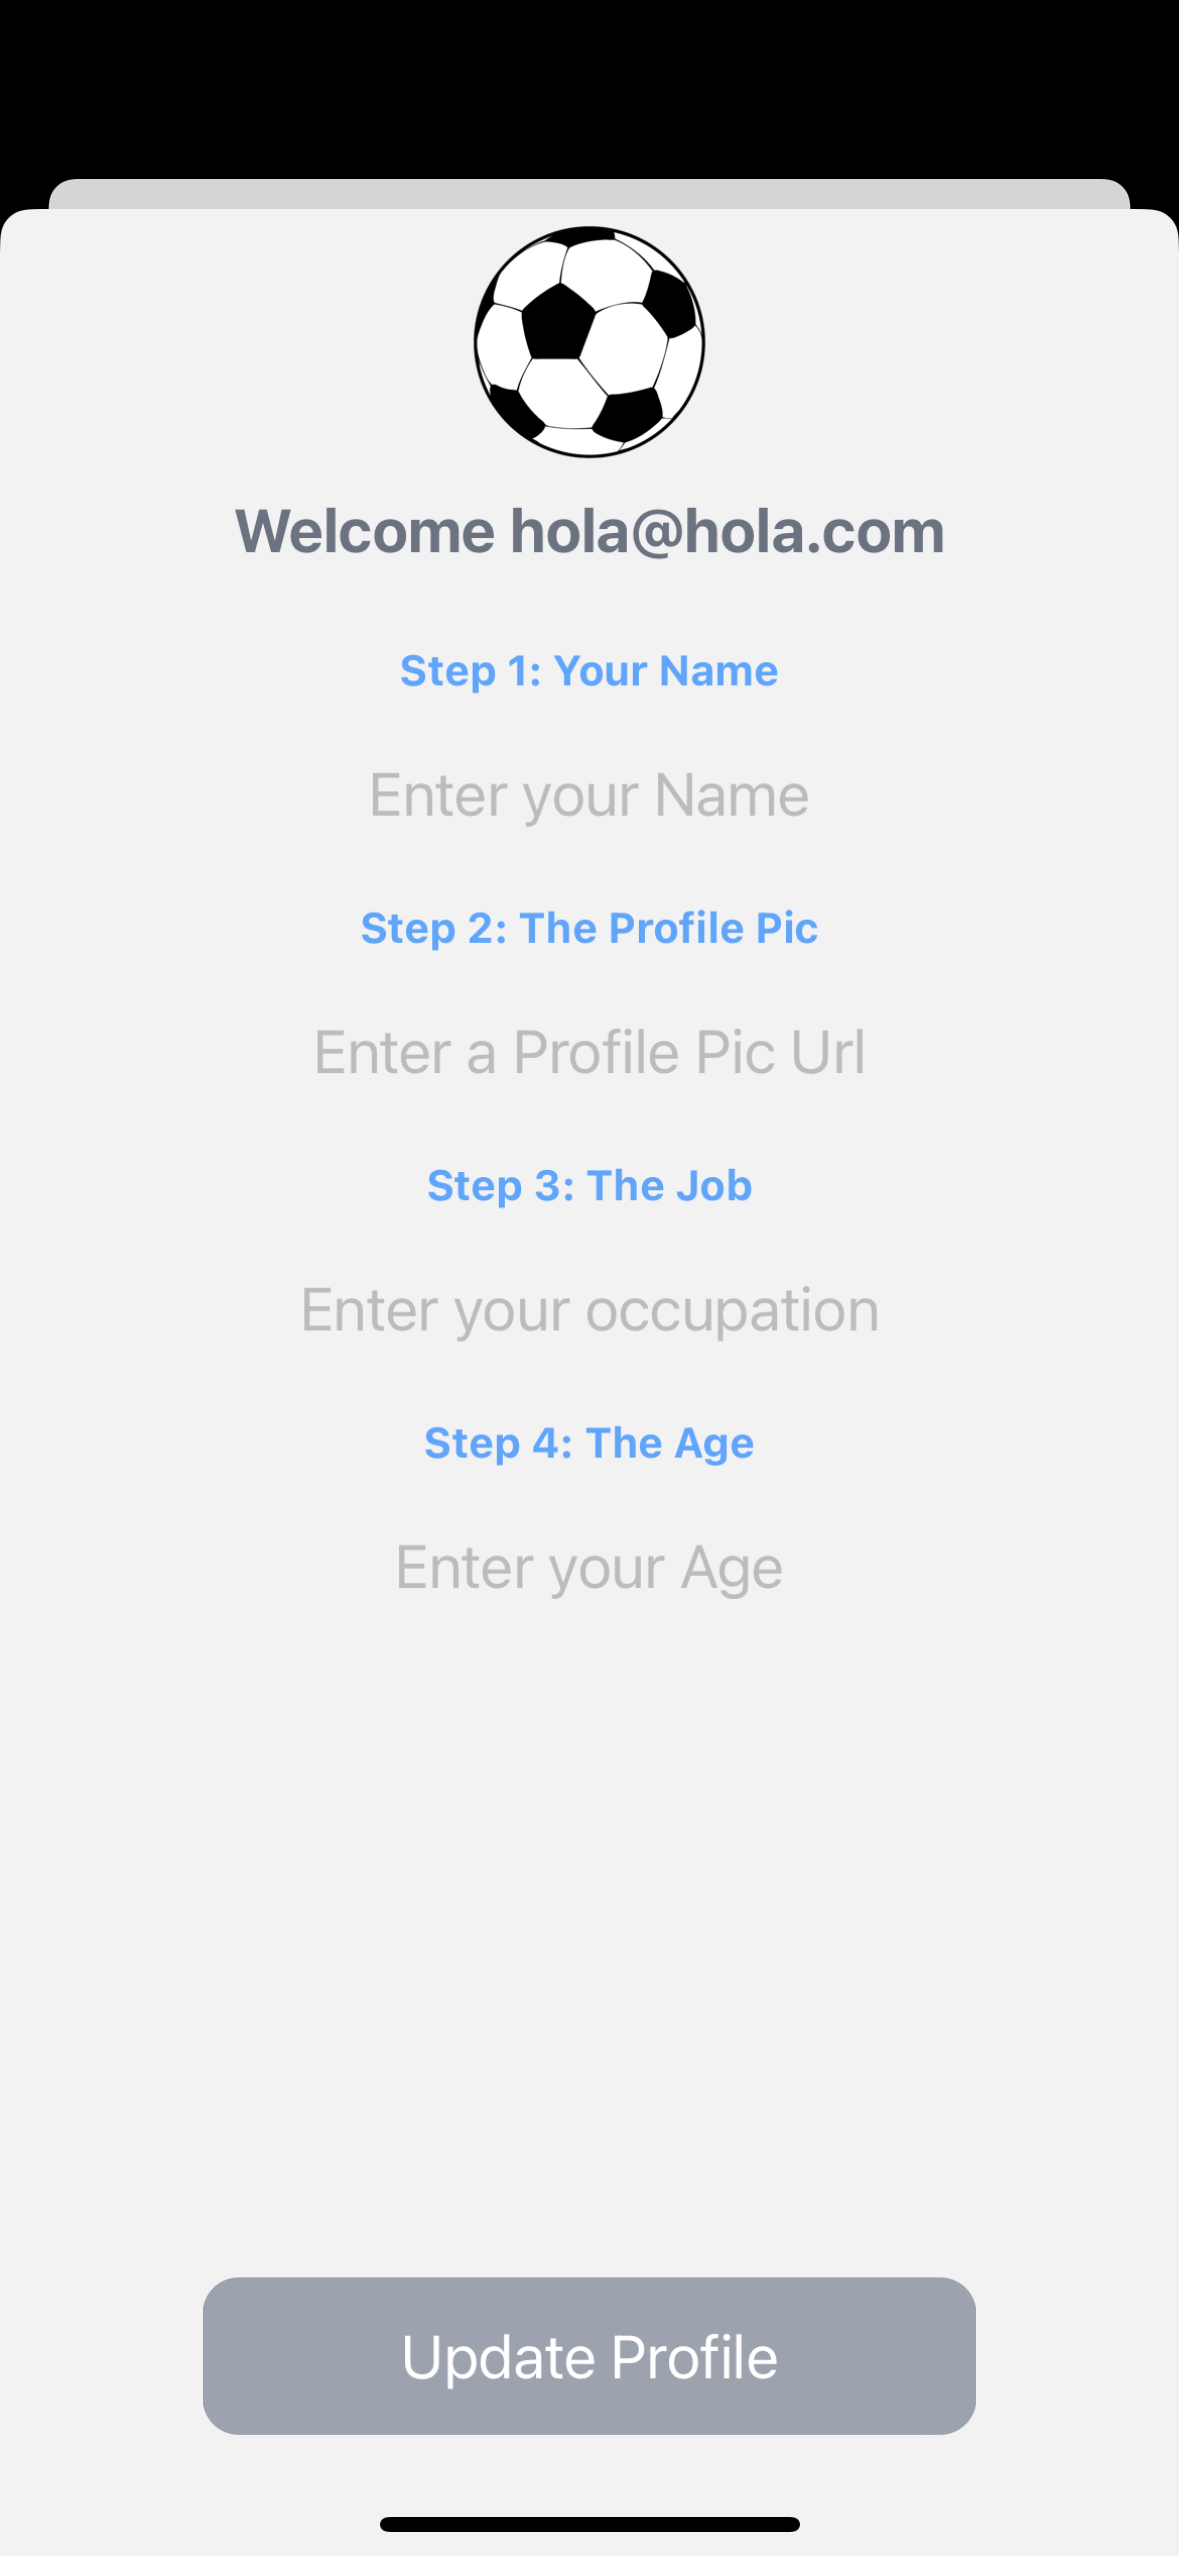 Welcome hola@hola.com
Step 1: Your Name
Enter your Name
Step 2: The Profile Pic
Enter a Profile Pic Url
Step 3: The Job
Enter your occupation
Step 4: The Age
Enter your Age
Update Profile